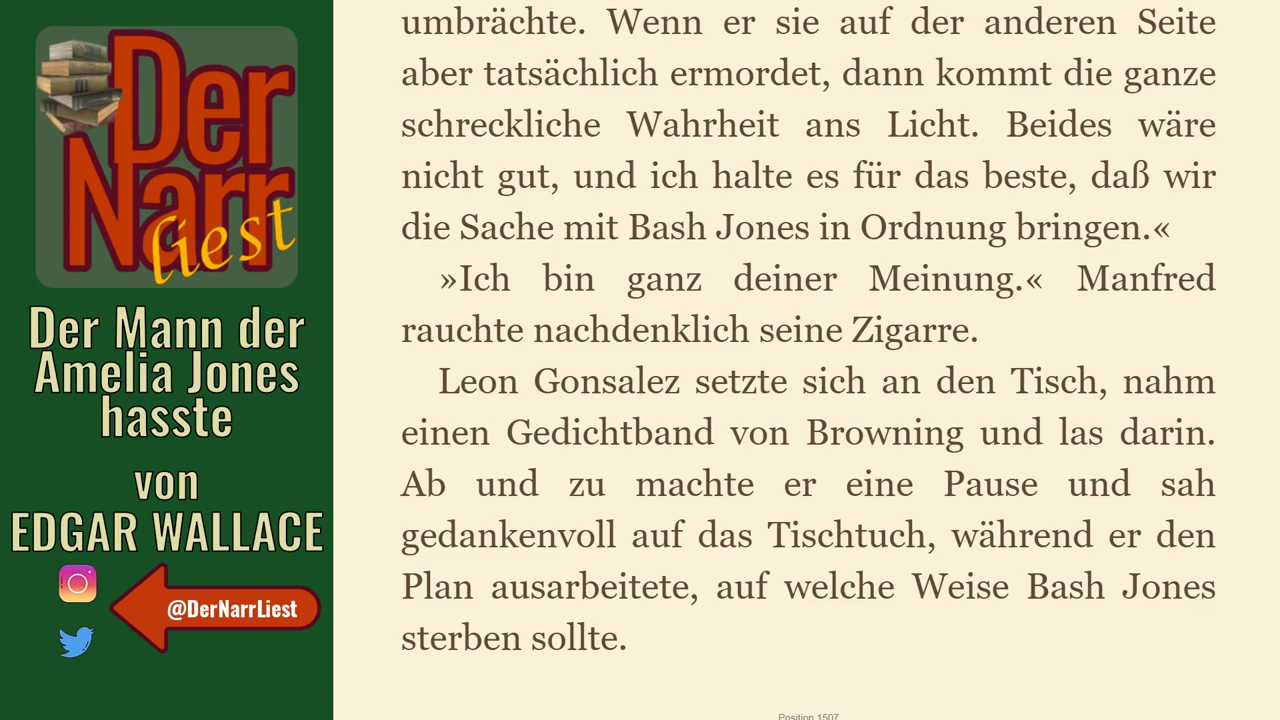 Der
Narr
liest
Der Mann der
Amelia Jones
hasste
von
EDGAR WALLACE
@DerNarrLiest
umbrächte. Wenn er sie auf der anderen Seite
aber tatsächlich ermordet, dann kommt die ganze
schreckliche Wahrheit ans Licht. Beides wäre
nicht gut, und ich halte es für das beste, daß wir
die Sache mit Bash Jones in Ordnung bringen.«
»Ich bin ganz deiner Meinung.« Manfred
rauchte nachdenklich seine Zigarre.
Leon Gonsalez setzte sich an den Tisch, nahm
einen Gedichtband von Browning und las darin.
Ab und zu machte er eine Pause und sah
gedankenvoll auf das Tischtuch, während er den
Plan ausarbeitete, auf welche Weise Bash Jones
sterben sollte.
Position 1507